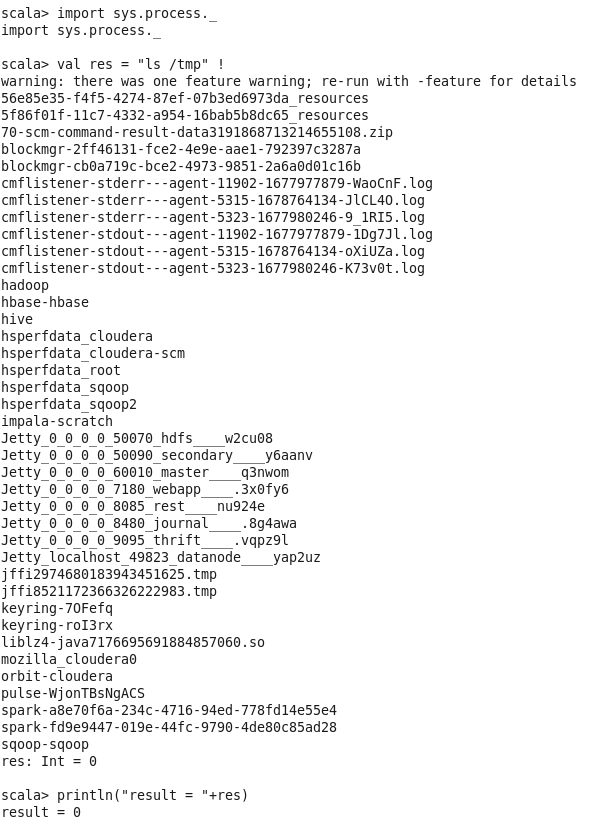 scala> import sys.process._
import sys.process._
scala> val res = "ls /tmp" !
warning: there was one feature warning; re-run with -feature for details
56e85e35-f4f5-4274-87ef-07b3ed6973da_resources
5f86f01f-11c7-4332-a954-16bab5b8dc65_resources
70-scm-command-result-data3191868713214655108.zip
blockmgr-2ff46131-fce2-4e9e-aae1-792397c3287a
blockmgr-cb0a719c-bce2-4973-9851-2a6a0d01c16b
cmflistener-stderr---agent-11902-1677977879-WaoCnF.log
cmflistener-stderr---agent-5315-1678764134-JlCL4O.log
cmflistener-stderr---agent-5323-1677980246-9_1RI5.log
cmflistener-stdout---agent-11902-1677977879-1Dg7Jl.log
cmflistener-stdout---agent-5315-1678764134-oXiUZa.log
cmflistener-stdout---agent-5323-1677980246-K73v0t.log
hadoop
hbase-hbase
hive
hsperfdata_cloudera
hsperfdata_cloudera-scm
hsperfdata_root
hsperfdata_sqoop
hsperfdata_sqoop2
impala-scratch
Jetty_0_0_0_0_50070_hdfs____w2cu08
Jetty_0_0_0_0_50090_secondary____y6aanv
Jetty_0_0_0_0_60010_master____q3nwom
Jetty_0_0_0_0_7180_webapp____.3x0fy6
Jetty_0_0_0_0_8085_rest____nu924e
Jetty_0_0_0_0_8480_journal____.8g4awa
Jetty_0_0_0_0_9095_thrift____.vqpz9l
Jetty_localhost_49823_datanode____yap2uz
jffi2974680183943451625.tmp
jffi8521172366326222983.tmp
keyring-7OFefq
keyring-roI3rx
liblz4-java7176695691884857060.so
mozilla_cloudera0
orbit-cloudera
pulse-WjonTBsNgACS
spark-a8e70f6a-234c-4716-94ed-778fd14e55e4
spark-fd9e9447-019e-44fc-9790-4de80c85ad28
sqoop-sqoop
res: Int = 0
scala> println("result = "+res)
result = 0